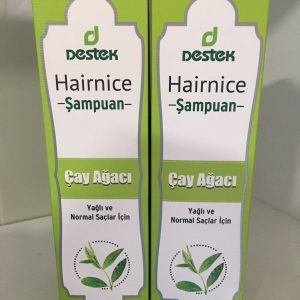 Destek
Hairnice
-Şampuan-
Çay Ağacı
Yağlı ve
Normal Saçlar İçin
Destek
Hairnice
-Şampuan-
Çay Ağacı
Yağlı ve
Normal Saçlar İçin